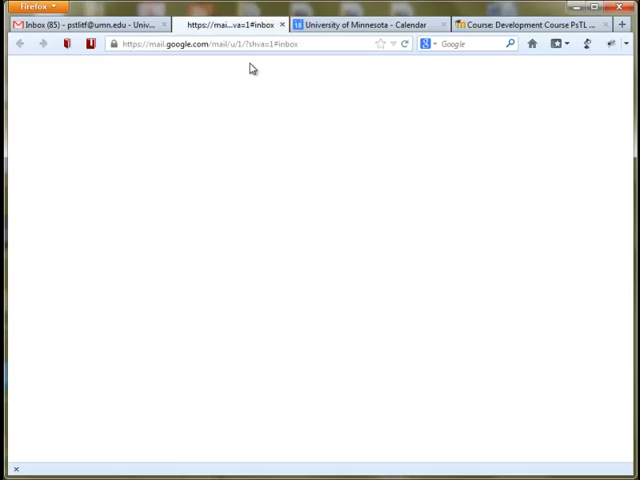 Firefox
Inbox (85) - pstlitf@umn.edu - Univ...
https://mai...va=1#inbox
University of Minnesota - Calendar
Course: Development Course PsTL ...
https://mail.google.com/mail/u/1/?shva=1#inbox
Google